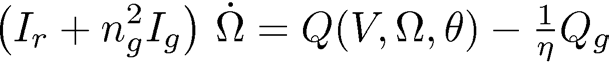 $\left(I_r + n_g^2 I_g\right) \dot{\Omega} = Q(V, \Omega, \theta) - \frac{1}{\eta} Q_g$